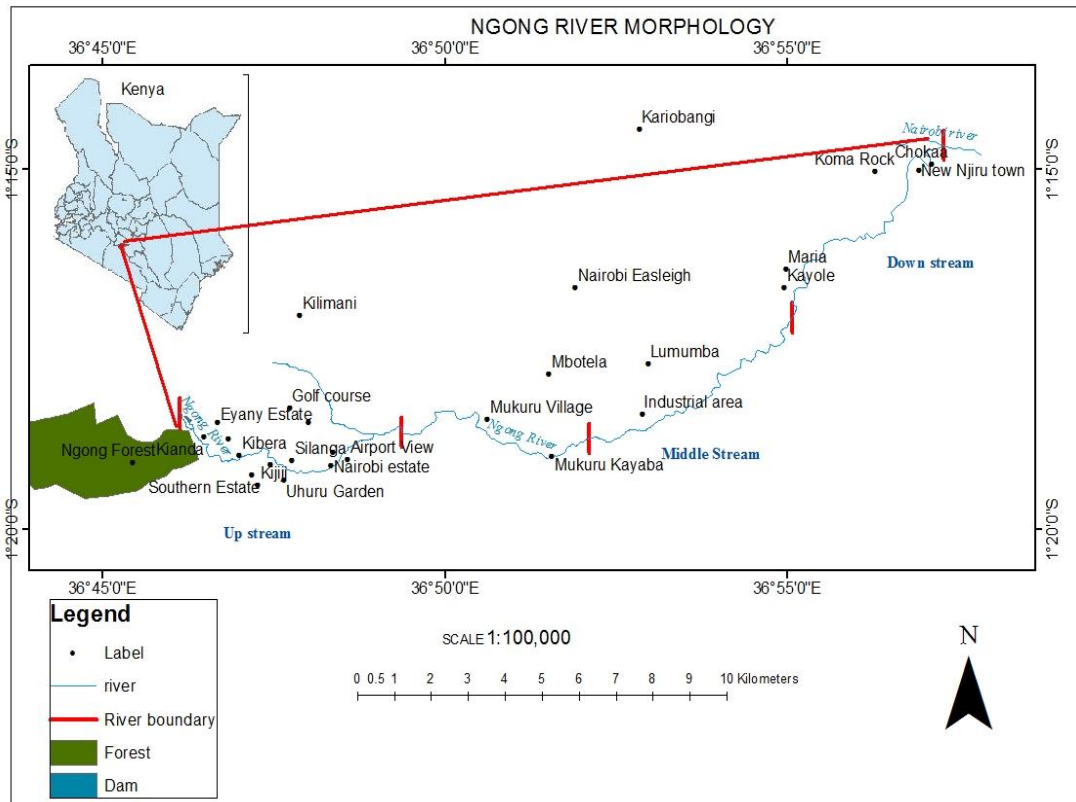 NGONG RIVER MORPHOLOGY
36°45'0"E
36°50'0"E
36°55'0"E
Kenya
Kariobangi
Nairobi river
1°15'0"S
1°15'0"S
Koma Rock
Chokaa
New Njiru town
Maria
Kayole
Down stream
Nairobi Easleigh
Kilimani
Mbotela
Lumumba
Golf course
Eyany Estate
Mukuru Village
Industrial area
Ngong River
Ngong River
Ngong Forest
Kianda
Kibera
Silanga
Airport View
Nairobi estate
Mukuru Kayaba
Middle Stream
Kijiji
Southern Estate
Uhuru Garden
Up stream
1°20'0"S
1°20'0"S
36°45'0"E
36°50'0"E
36°55'0"E
Legend
Label
river
River boundary
Forest
Dam
SCALE 1:100,000
0 0.5 1 2 3 4 5 6 7 8 9 10 Kilometers
N